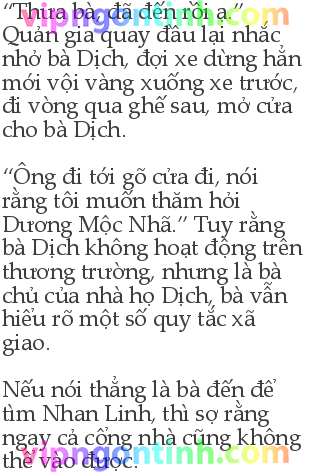 “Thưa bà, đã đến rồi ạ.”
Quản gia quay đầu lại nhắc
nhở bà Dịch, đợi xe dừng hẳn
mới vội vàng xuống xe trước,
đi vòng qua ghế sau, mở cửa
cho bà Dịch.
“Ông đi tới gõ cửa đi, nói
rằng tôi muốn thăm hỏi
Dương Mộc Nhã.” Tuy rằng
bà Dịch không hoạt động trên
thương trường, nhưng là bà
chủ của nhà họ Dịch, bà vẫn
hiểu rõ một số quy tắc xã
giao.
Nếu nói thẳng là bà đến để
tìm Nhan Linh, thì sợ rằng
ngay cả cổng nhà cũng không
thể vào được.
vipngontinh.com
vipngontinh.com